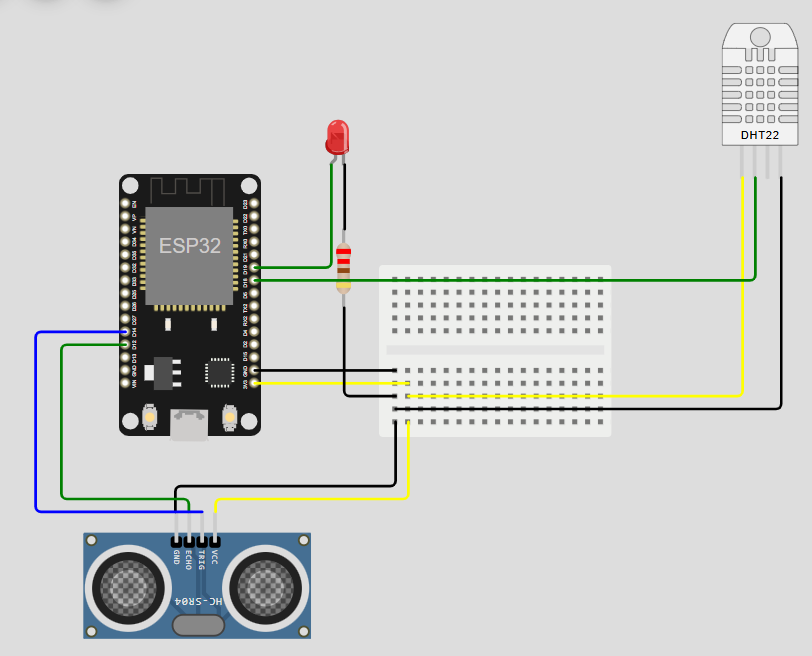 DHT22
ESP32
EN
VP
VN
D34
D35
D32
D33
D25
D26
D27
D14
D12
D13
GND
VIN
D23
D22
TX0
RX0
D21
D19
D18
D5
TX2
RX2
D4
D2
D15
GND
3V3
GND
ECHO
TRIG
VCC
HC-SR04